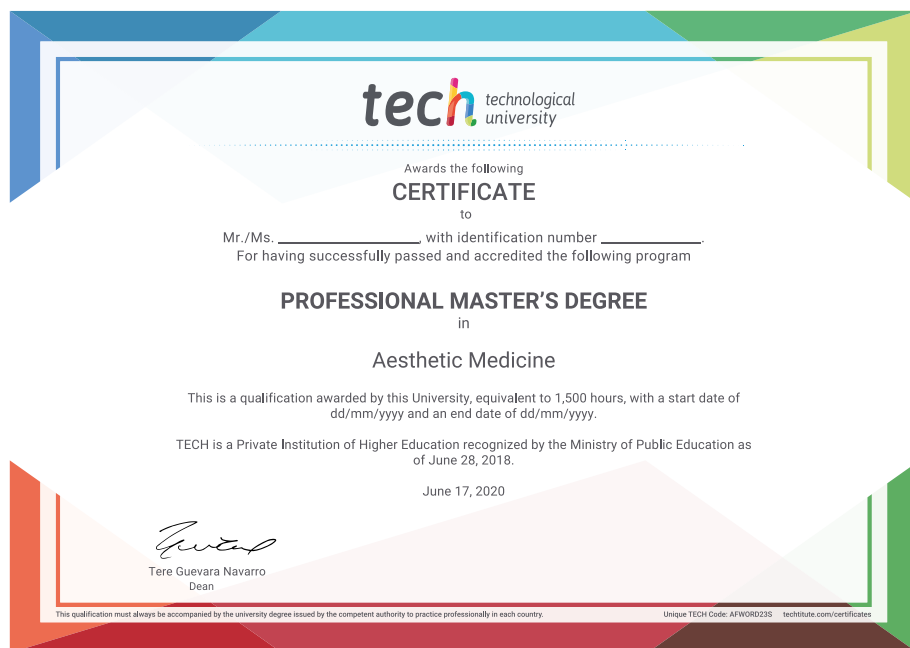 tech technological
university
Awards the following
CERTIFICATE
to
Mr./Ms. ____________________, with identification number ______________.
For having successfully passed and accredited the following program
PROFESSIONAL MASTER'S DEGREE
in
Aesthetic Medicine
This is a qualification awarded by this University, equivalent to 1,500 hours, with a start date of
dd/mm/yyyy and an end date of dd/mm/yyyy.
TECH is a Private Institution of Higher Education recognized by the Ministry of Public Education as
of June 28, 2018.
June 17, 2020
Tere Guevara Navarro
Dean
This qualification must always be accompanied by the university degree issued by the competent authority to practice professionally in each country.
Unique TECH Code: AFWORD23S techtitute.com/certificates